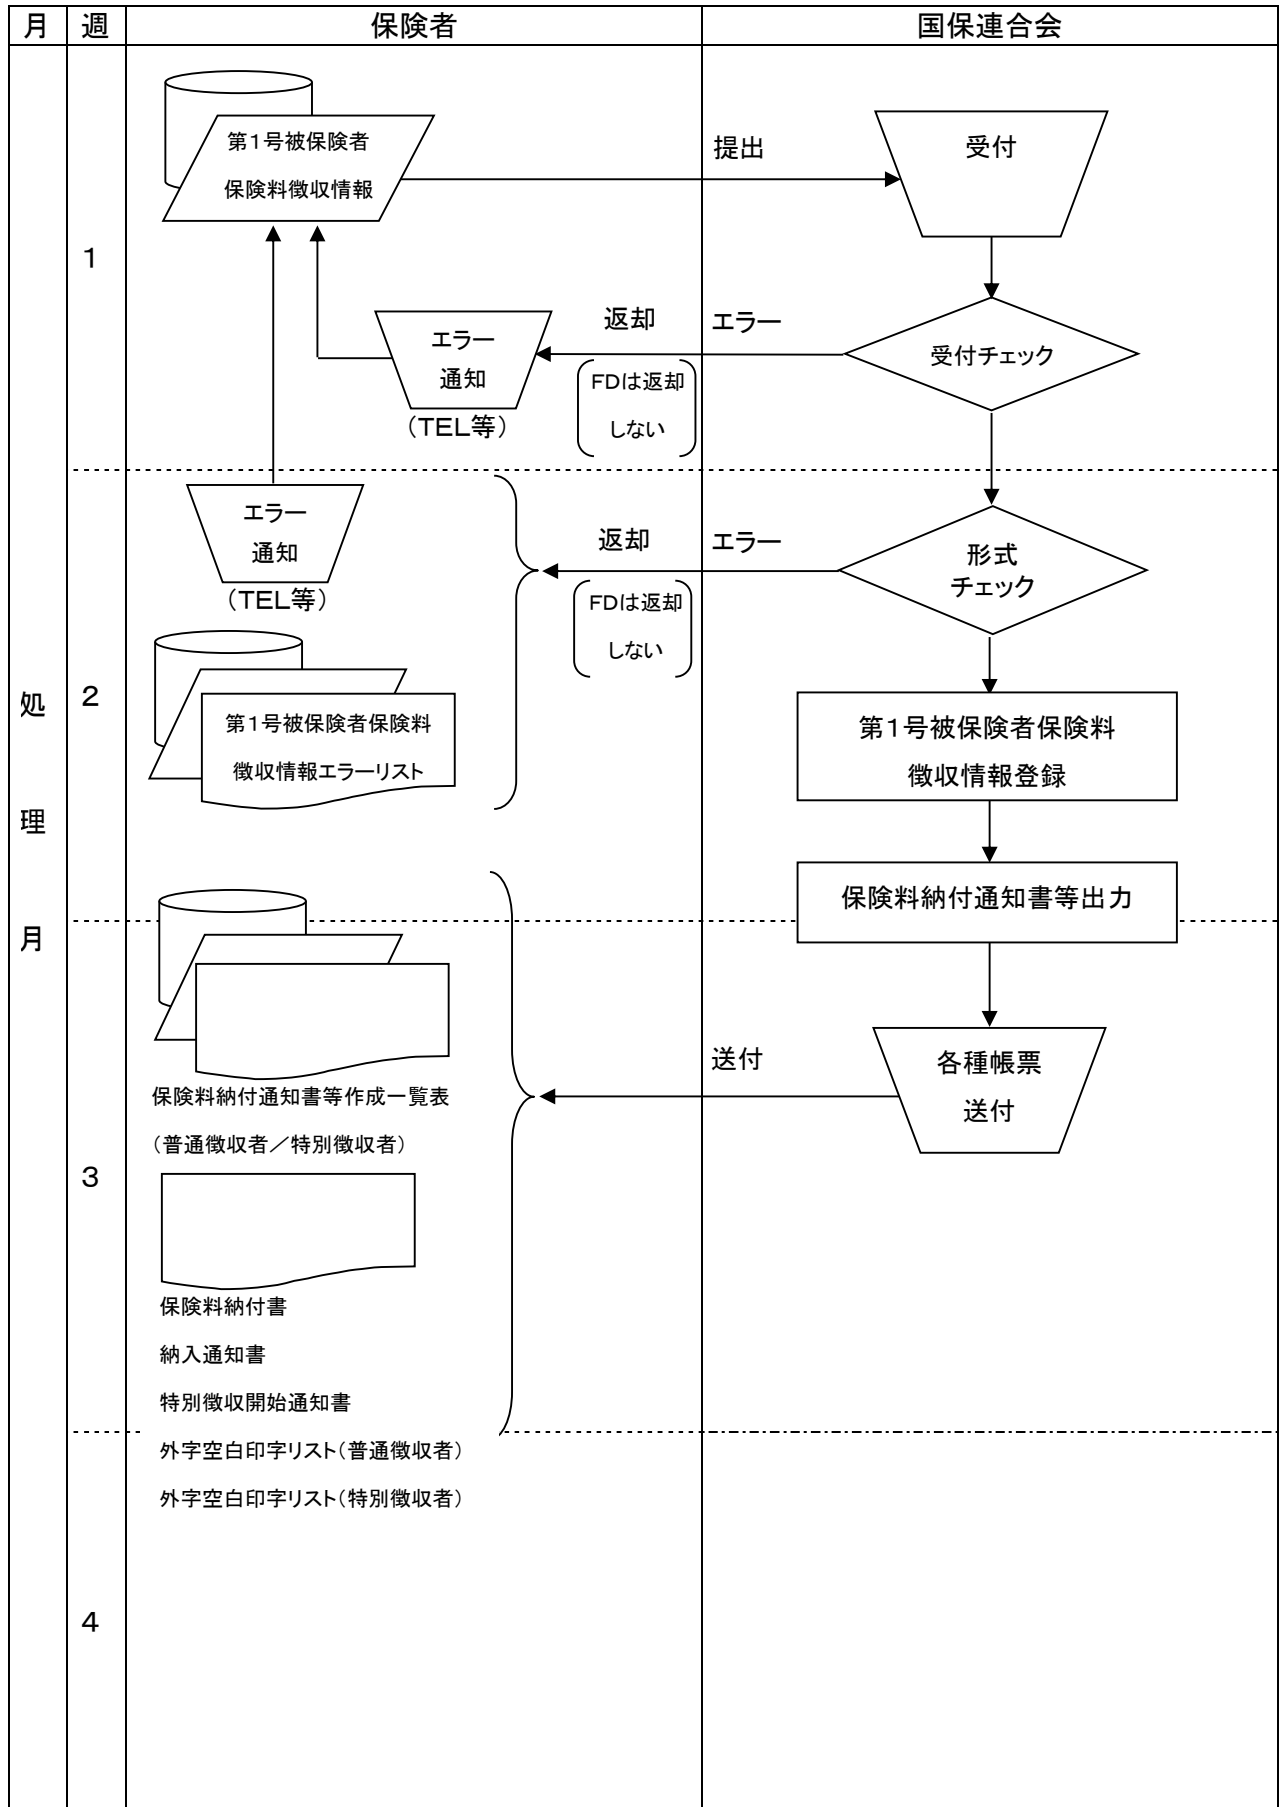 月 週 保険者 国保連合会
第１号被保険者
保険料徴収情報
提出
受付
1
エラー
通知
（TEL等）
返却
エラー
FDは返却
しない
受付チェック
エラー
通知
（TEL等）
返却
エラー
FDは返却
しない
形式
チェック
処
理
月
2
第１号被保険者保険料
徴収情報エラーリスト
第１号被保険者保険料
徴収情報登録
保険料納付通知書等出力
送付
各種帳票
送付
保険料納付通知書等作成一覧表
（普通徴収者／特別徴収者）
3
保険料納付書
納入通知書
特別徴収開始通知書
外字空白印字リスト（普通徴収者）
外字空白印字リスト（特別徴収者）
4